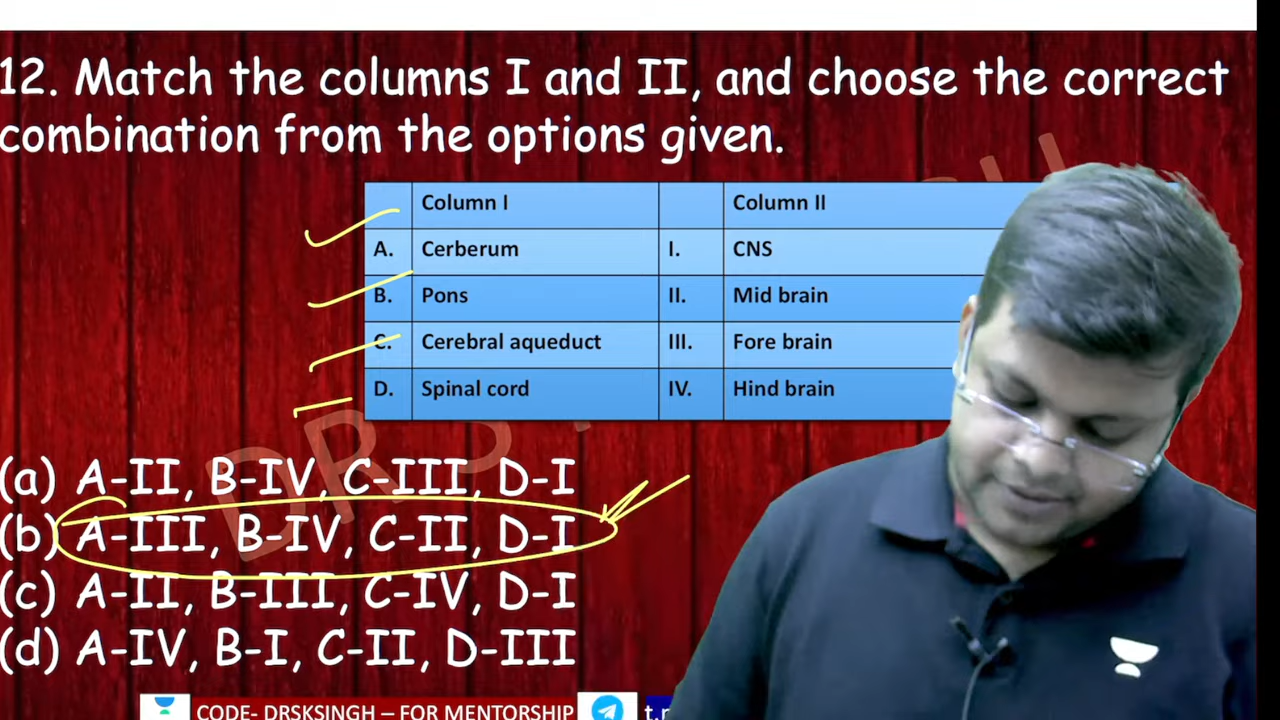 12. Match the columns I and II, and choose the correct
combination from the options given.
Column I Column II
A. Cerberum I. CNS
B. Pons II. Mid brain
C. Cerebral aqueduct III. Fore brain
D. Spinal cord IV. Hind brain
(a) A-II, B-IV, C-III, D-I
(b) A-III, B-IV, C-II, D-I
(c) A-II, B-III, C-IV, D-I
(d) A-IV, B-I, C-II, D-III
CODE- DRSKSINGH – FOR MENTORSHIP